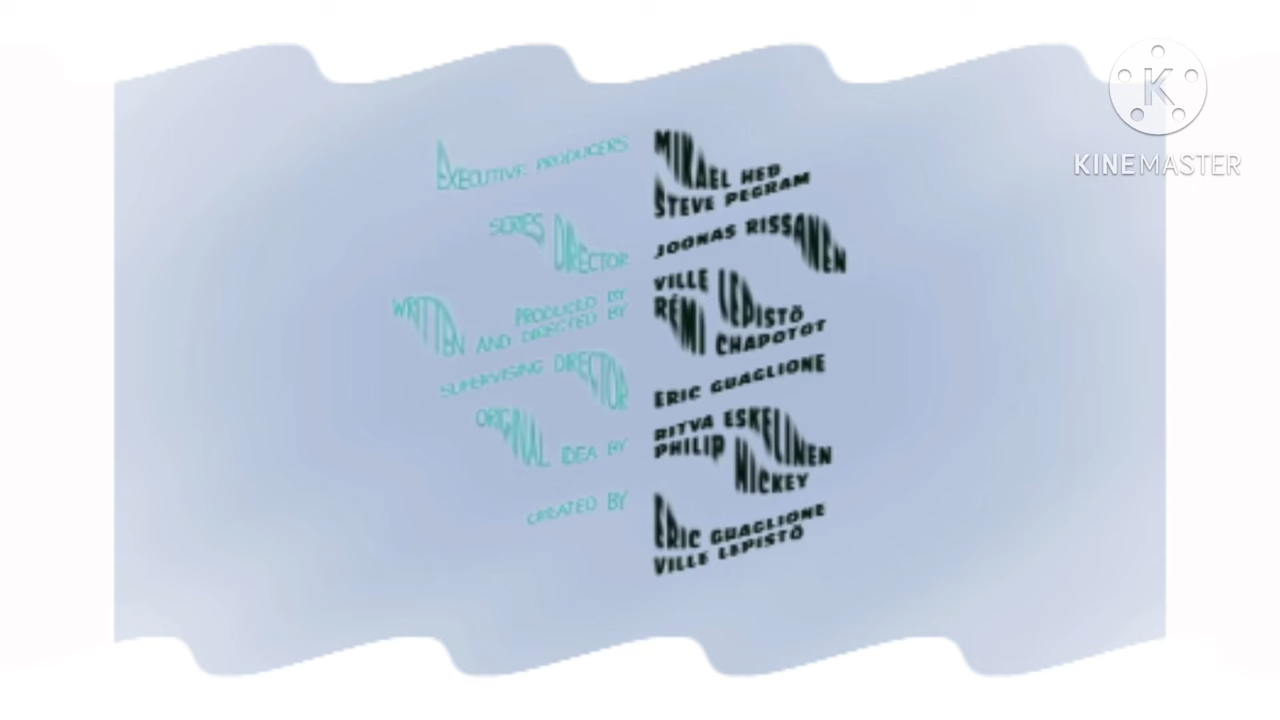 EXECUTIVE PRODUCERS MIKAEL HED
STEVE PEGRAM
SERIES DIRECTOR JOONAS RISSANEN
PRODUCED BY VILLE LEPISTÖ
WRITTEN AND DIRECTED BY RÉMI CHAPOTOT
SUPERVISING DIRECTOR ERIC GUAGLIONE
ORIGINAL IDEA BY RITVA ESKELINEN
PHILIP HICKEY
CREATED BY ERIC GUAGLIONE
VILLE LEPISTÖ
K
KINEMASTER